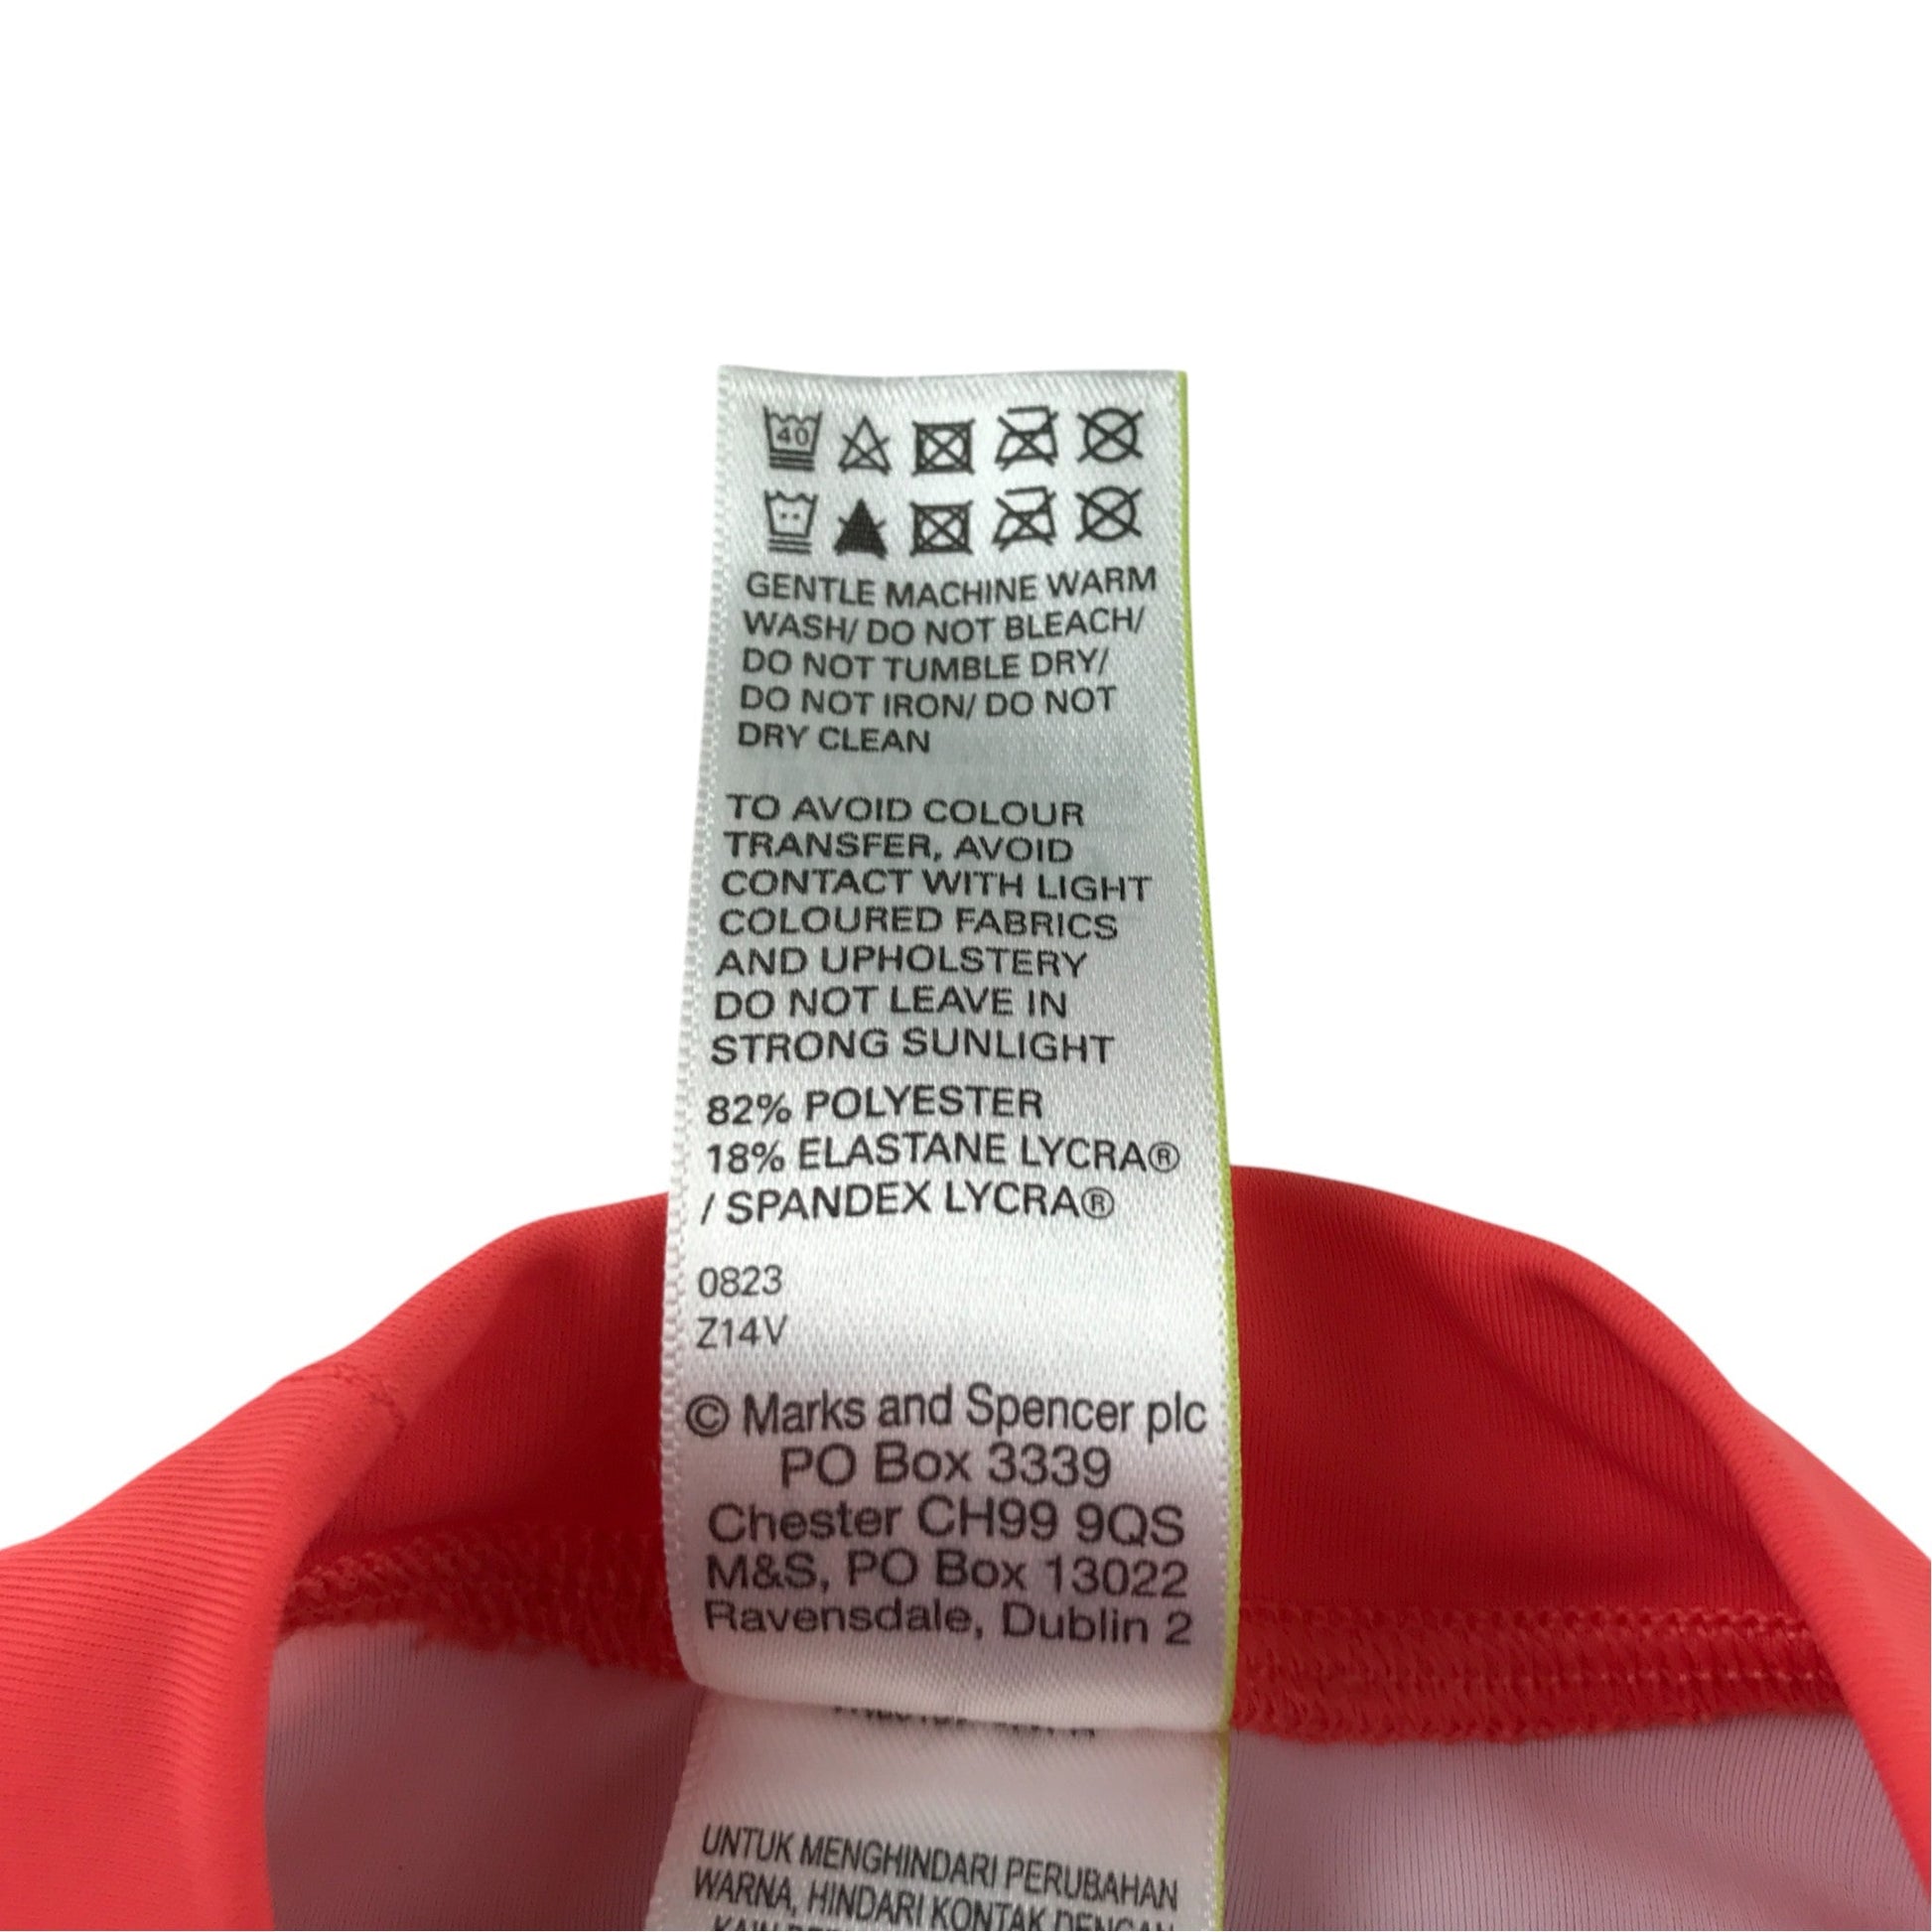 40
GENTLE MACHINE WARM
WASH/ DO NOT BLEACH/
DO NOT TUMBLE DRY/
DO NOT IRON/ DO NOT
DRY CLEAN
TO AVOID COLOUR
TRANSFER, AVOID
CONTACT WITH LIGHT
COLOURED FABRICS
AND UPHOLSTERY
DO NOT LEAVE IN
STRONG SUNLIGHT
82% POLYESTER
18% ELASTANE LYCRA®
/ SPANDEX LYCRA®
0823
Z14V
© Marks and Spencer plc
PO Box 3339
Chester CH99 9QS
M&S, PO Box 13022
Ravensdale, Dublin 2
UNTUK MENGHINDARI PERUBAHAN
WARNA, HINDARI KONTAK DENGAN
KAIN